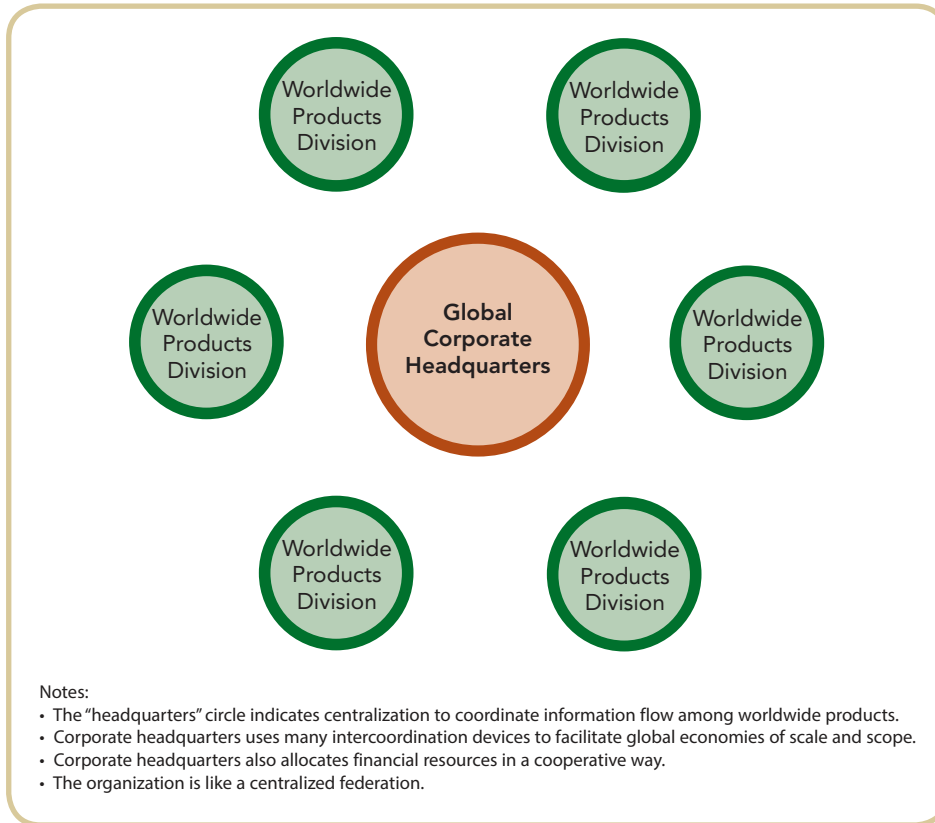 Worldwide
Products
Division
Worldwide
Products
Division
Worldwide
Products
Division
Global
Corporate
Headquarters
Worldwide
Products
Division
Worldwide
Products
Division
Worldwide
Products
Division
Notes:
• The “headquarters” circle indicates centralization to coordinate information flow among worldwide products.
• Corporate headquarters uses many intercoordination devices to facilitate global economies of scale and scope.
• Corporate headquarters also allocates financial resources in a cooperative way.
• The organization is like a centralized federation.